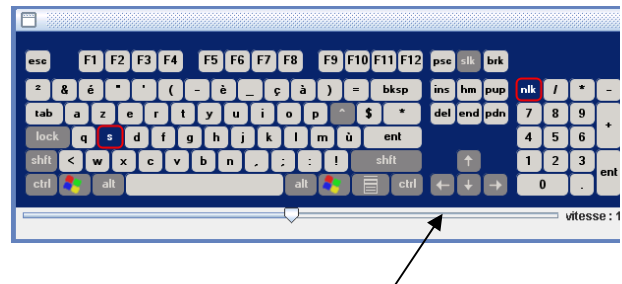 esc F1 F2 F3 F4 F5 F6 F7 F8 F9 F10 F11 F12 psc slk brk
² & é " ' ( - è _ ç à ) = bksp ins hm pup nlk / * -
tab a z e r t y u i o p ^ $ * del end pdn 7 8 9 +
lock q s d f g h j k l m ù ent 4 5 6
shft < w x c v b n , ; : ! shft ↑ 1 2 3 ent
ctrl alt alt ctrl ← ↓ → 0 .
vitesse : 1